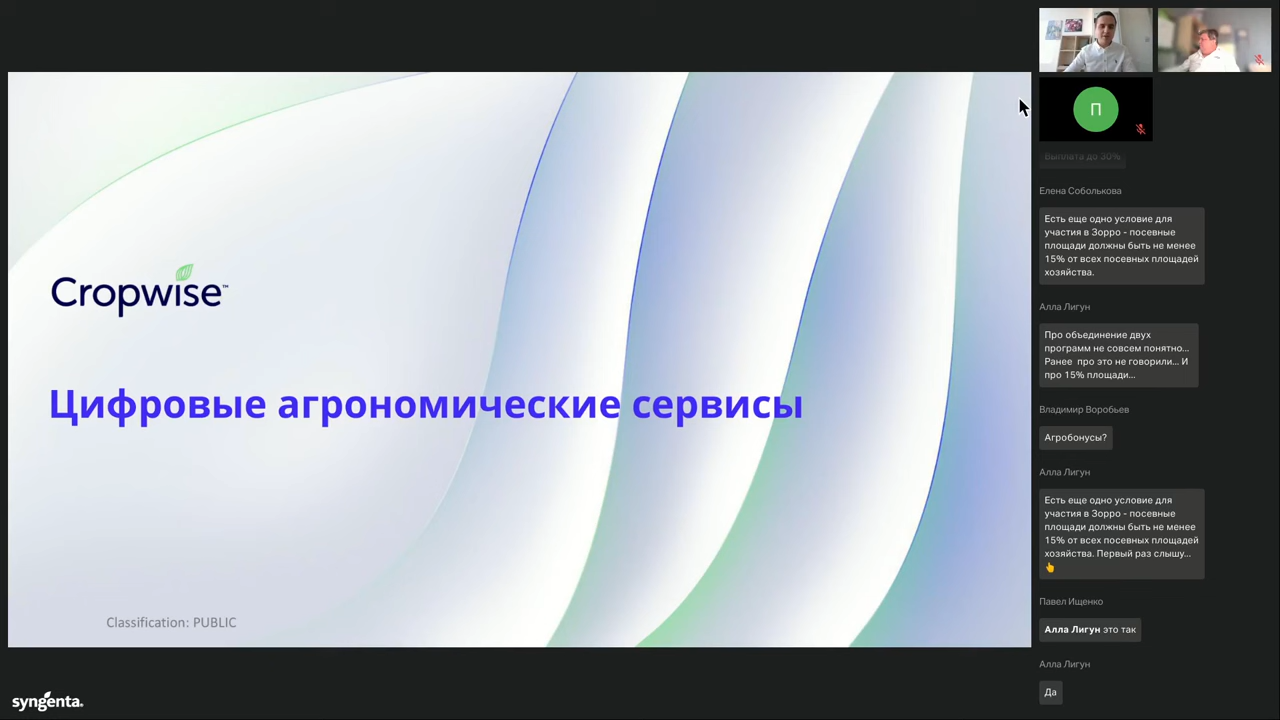 Cropwise™
Цифровые агрономические сервисы
Classification: PUBLIC
syngenta.
П
Выплата до 30%
Елена Соболькова
Есть еще одно условие для
участия в Зорро - посевные
площади должны быть не менее
15% от всех посевных площадей
хозяйства.
Алла Лигун
Про объединение двух
программ не совсем понятно...
Ранее про это не говорили... И
про 15% площади...
Владимир Воробьев
Агробонусы?
Алла Лигун
Есть еще одно условие для
участия в Зорро - посевные
площади должны быть не менее
15% от всех посевных площадей
хозяйства. Первый раз слышу...
👆
Павел Ищенко
Алла Лигун это так
Алла Лигун
Да